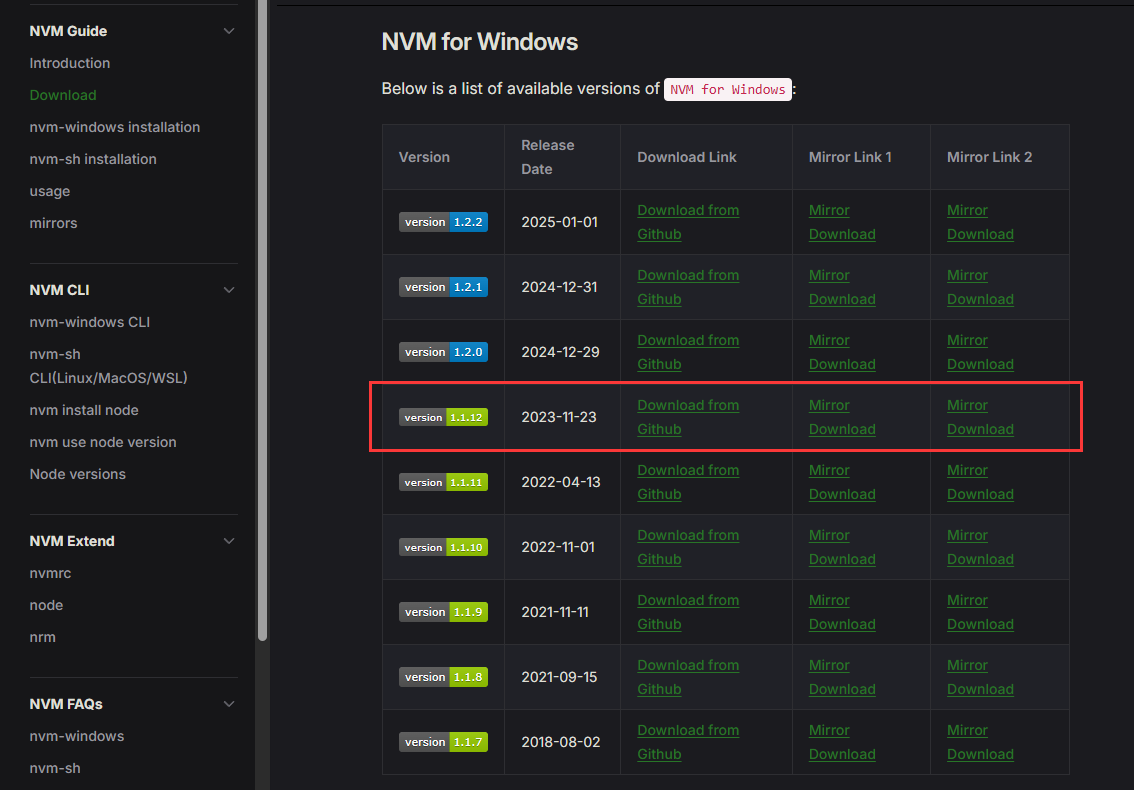 NVM Guide
Introduction
Download
nvm-windows installation
nvm-sh installation
usage
mirrors
NVM CLI
nvm-windows CLI
nvm-sh
CLI(Linux/MacOS/WSL)
nvm install node
nvm use node version
Node versions
NVM Extend
nvmrc
node
nrm
NVM FAQs
nvm-windows
nvm-sh
NVM for Windows
Below is a list of available versions of NVM for Windows:
Version Release Date Download Link Mirror Link 1 Mirror Link 2
version 1.2.2 2025-01-01 Download from Github Mirror Download Mirror Download
version 1.2.1 2024-12-31 Download from Github Mirror Download Mirror Download
version 1.2.0 2024-12-29 Download from Github Mirror Download Mirror Download
version 1.1.12 2023-11-23 Download from Github Mirror Download Mirror Download
version 1.1.11 2022-04-13 Download from Github Mirror Download Mirror Download
version 1.1.10 2022-11-01 Download from Github Mirror Download Mirror Download
version 1.1.9 2021-11-11 Download from Github Mirror Download Mirror Download
version 1.1.8 2021-09-15 Download from Github Mirror Download Mirror Download
version 1.1.7 2018-08-02 Download from Github Mirror Download Mirror Download